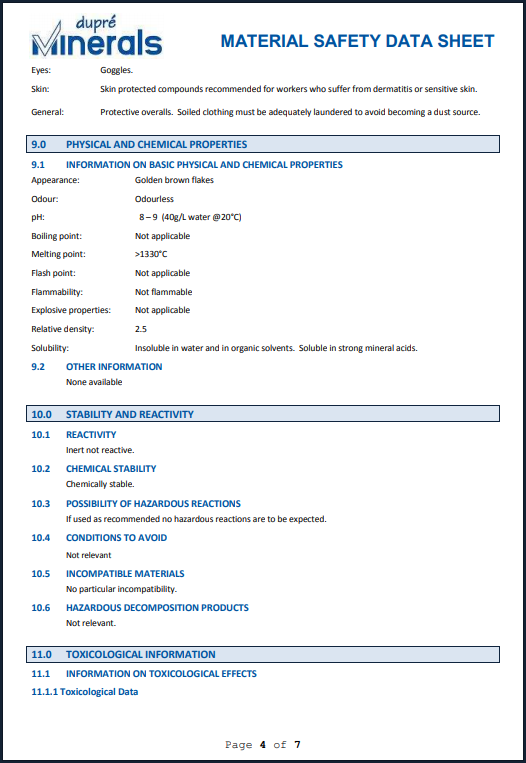 dupré
Minerals
MATERIAL SAFETY DATA SHEET
Eyes: Goggles.
Skin: Skin protected compounds recommended for workers who suffer from dermatitis or sensitive skin.
General: Protective overalls. Soiled clothing must be adequately laundered to avoid becoming a dust source.
9.0 PHYSICAL AND CHEMICAL PROPERTIES
9.1 INFORMATION ON BASIC PHYSICAL AND CHEMICAL PROPERTIES
Appearance: Golden brown flakes
Odour: Odourless
pH: 8 – 9 (40g/L water @20°C)
Boiling point: Not applicable
Melting point: >1330°C
Flash point: Not applicable
Flammability: Not flammable
Explosive properties: Not applicable
Relative density: 2.5
Solubility: Insoluble in water and in organic solvents. Soluble in strong mineral acids.
9.2 OTHER INFORMATION
None available
10.0 STABILITY AND REACTIVITY
10.1 REACTIVITY
Inert not reactive.
10.2 CHEMICAL STABILITY
Chemically stable.
10.3 POSSIBILITY OF HAZARDOUS REACTIONS
If used as recommended no hazardous reactions are to be expected.
10.4 CONDITIONS TO AVOID
Not relevant
10.5 INCOMPATIBLE MATERIALS
No particular incompatibility.
10.6 HAZARDOUS DECOMPOSITION PRODUCTS
Not relevant.
11.0 TOXICOLOGICAL INFORMATION
11.1 INFORMATION ON TOXICOLOGICAL EFFECTS
11.1.1 Toxicological Data
Page 4 of 7